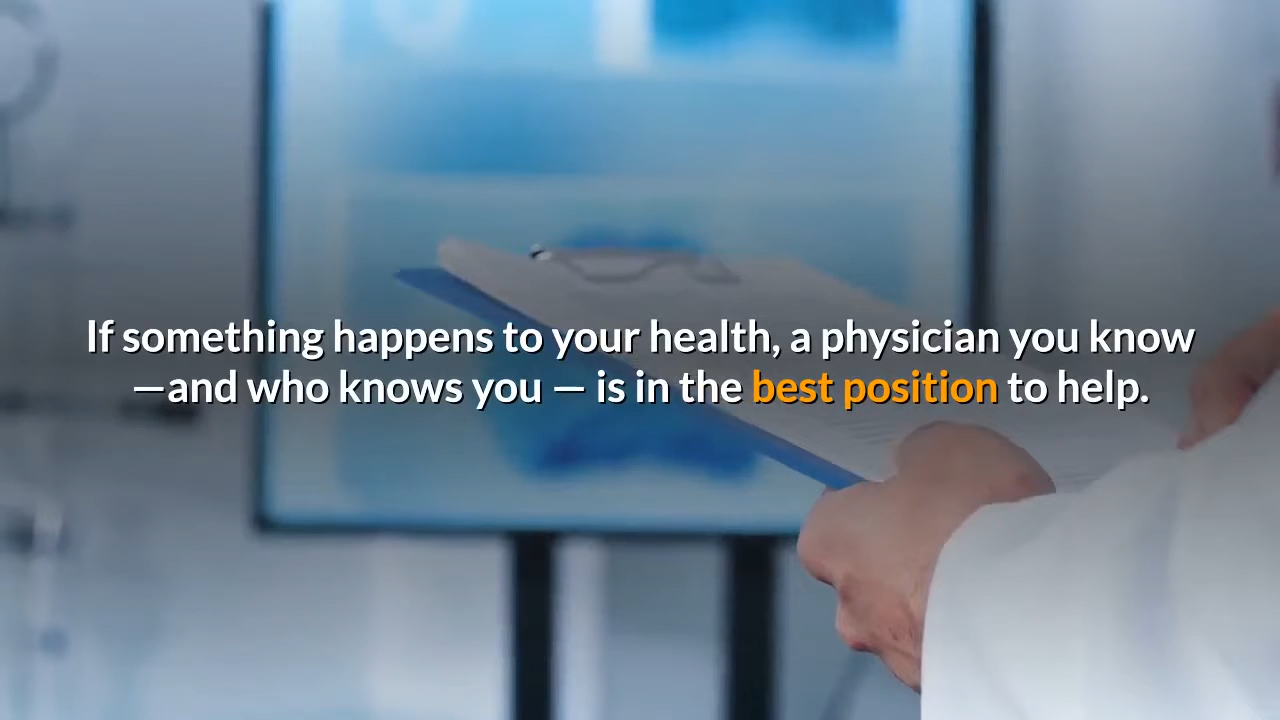 If something happens to your health, a physician you know
—and who knows you — is in the best position to help.